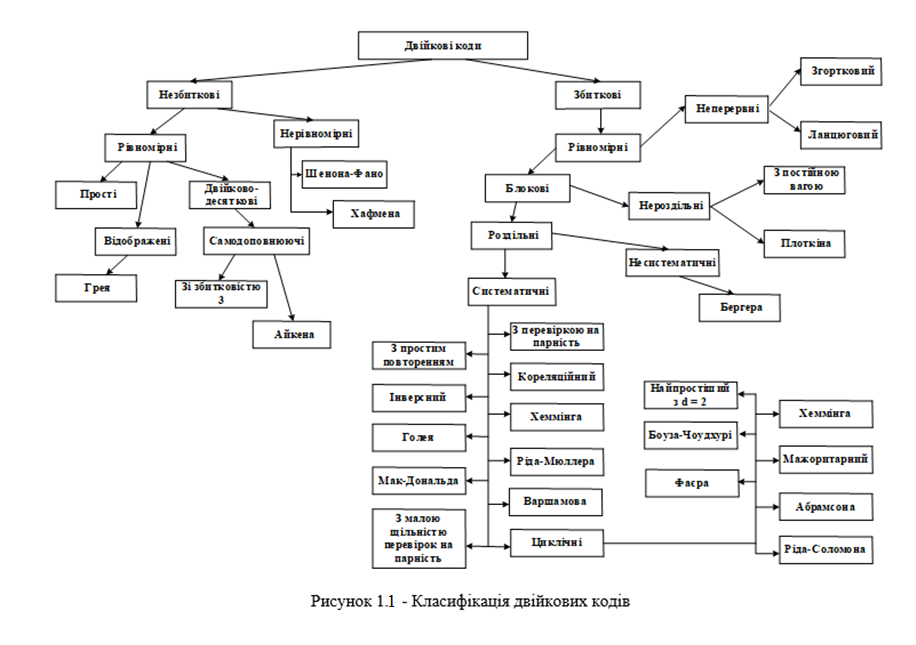 Двійкові коди
Незбиткові
Збиткові
Згортковий
Неперервні
Нерівномірні
Ланцюговий
Рівномірні
Рівномірні
Шенона-Фано
З постійною
вагою
Прості
Двійково-
десяткові
Блокові
Нероздільні
Хафмена
Відображені
Самодоповнюючі
Роздільні
Плоткіна
Несистематичні
Грея
Зі збитковістю
3
Систематичні
Бергера
Айкена
З перевіркою на
парність
З простим
повторенням
Кореляційний
Найпростіший
з d = 2
Інверсний
Хеммінга
Хеммінга
Голея
Боуза-Чоудхурі
Ріда-Мюллера
Мажоритарний
Мак-Дональда
Фаєра
Варшамова
Абрамсона
З малою
щільністю
перевірок на
парність
Циклічні
Ріда-Соломона
Рисунок 1.1 - Класифікація двійкових кодів